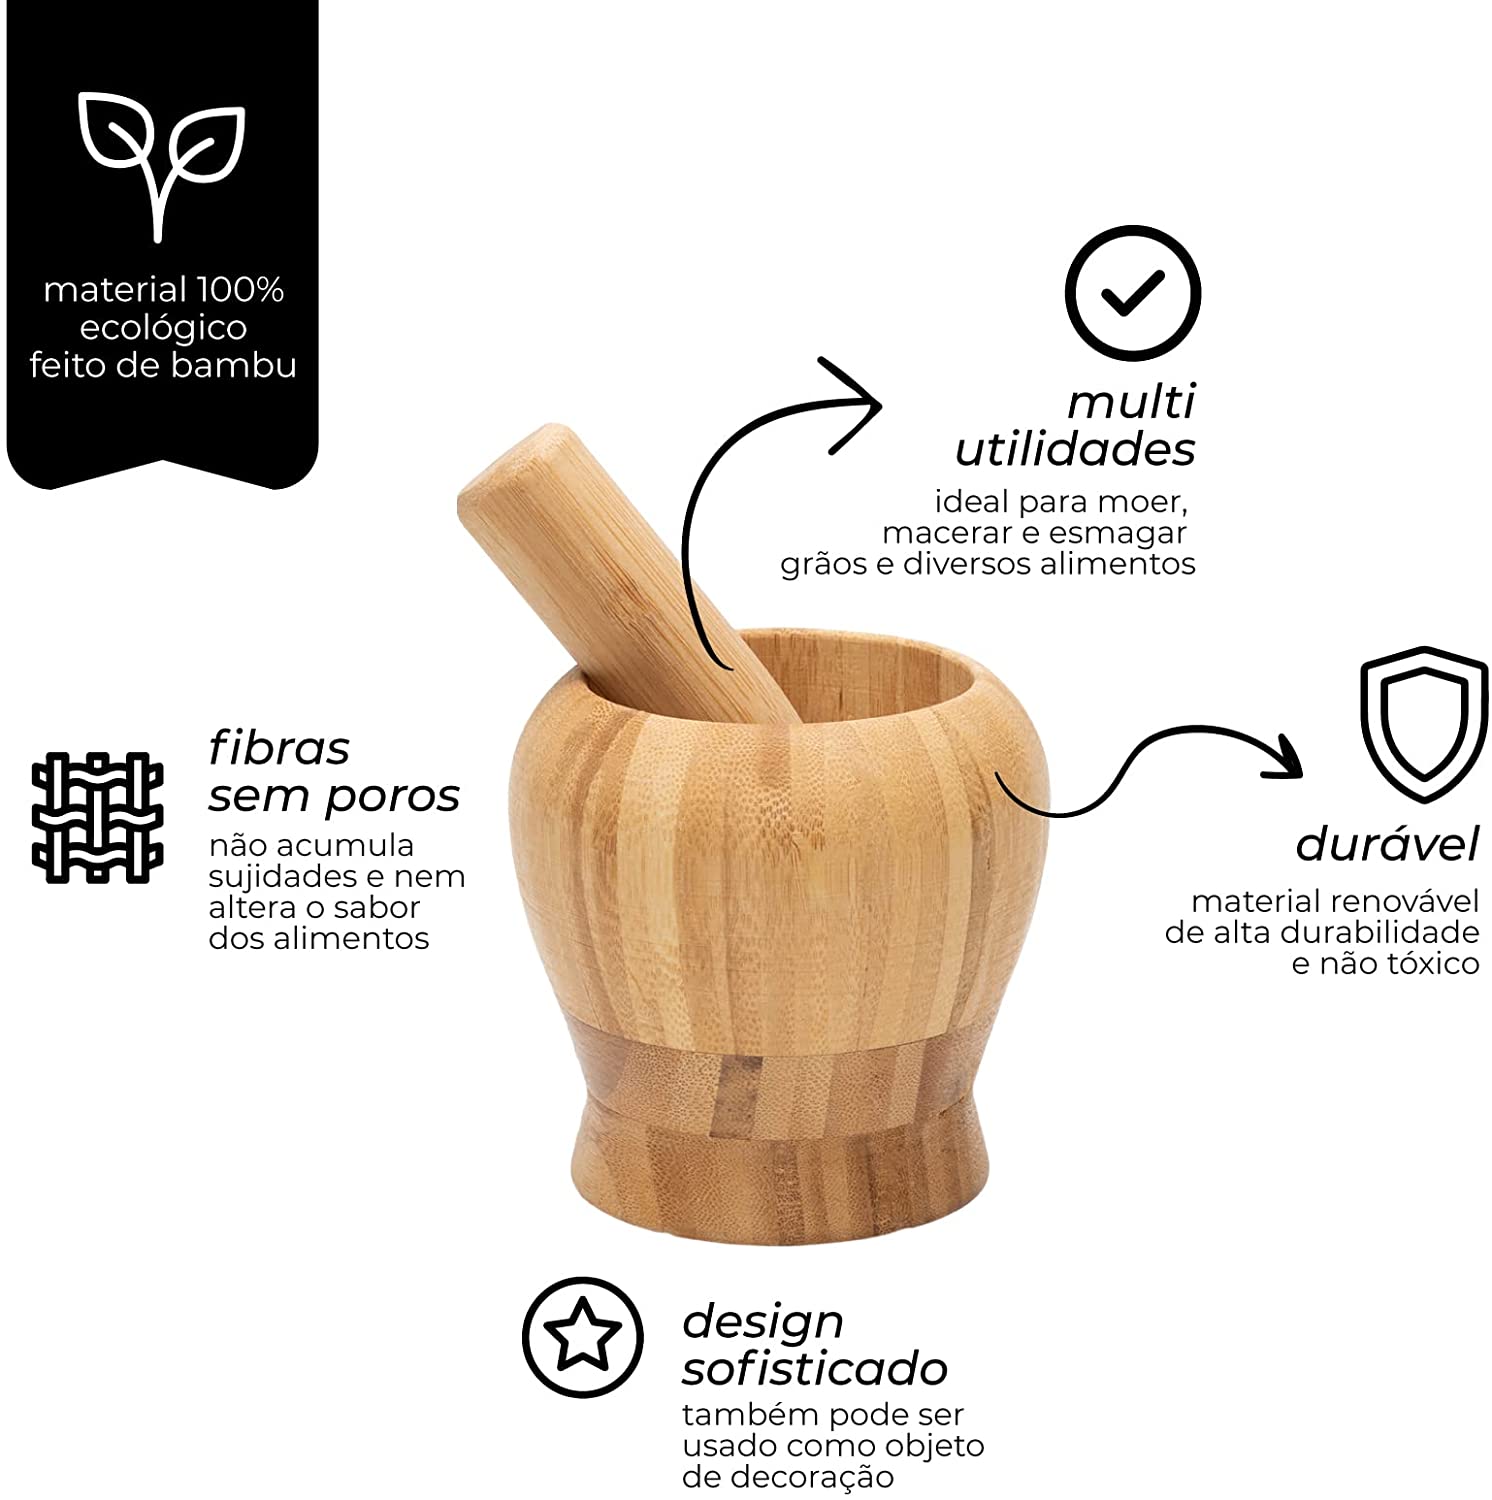 material 100%
ecológico
feito de bambu
multi
utilidades
ideal para moer,
macerar e esmagar
grãos e diversos alimentos
fibras
sem poros
não acumula
sujidades e nem
altera o sabor
dos alimentos
durável
material renovável
de alta durabilidade
e não tóxico
design
sofisticado
também pode ser
usado como objeto
de decoração